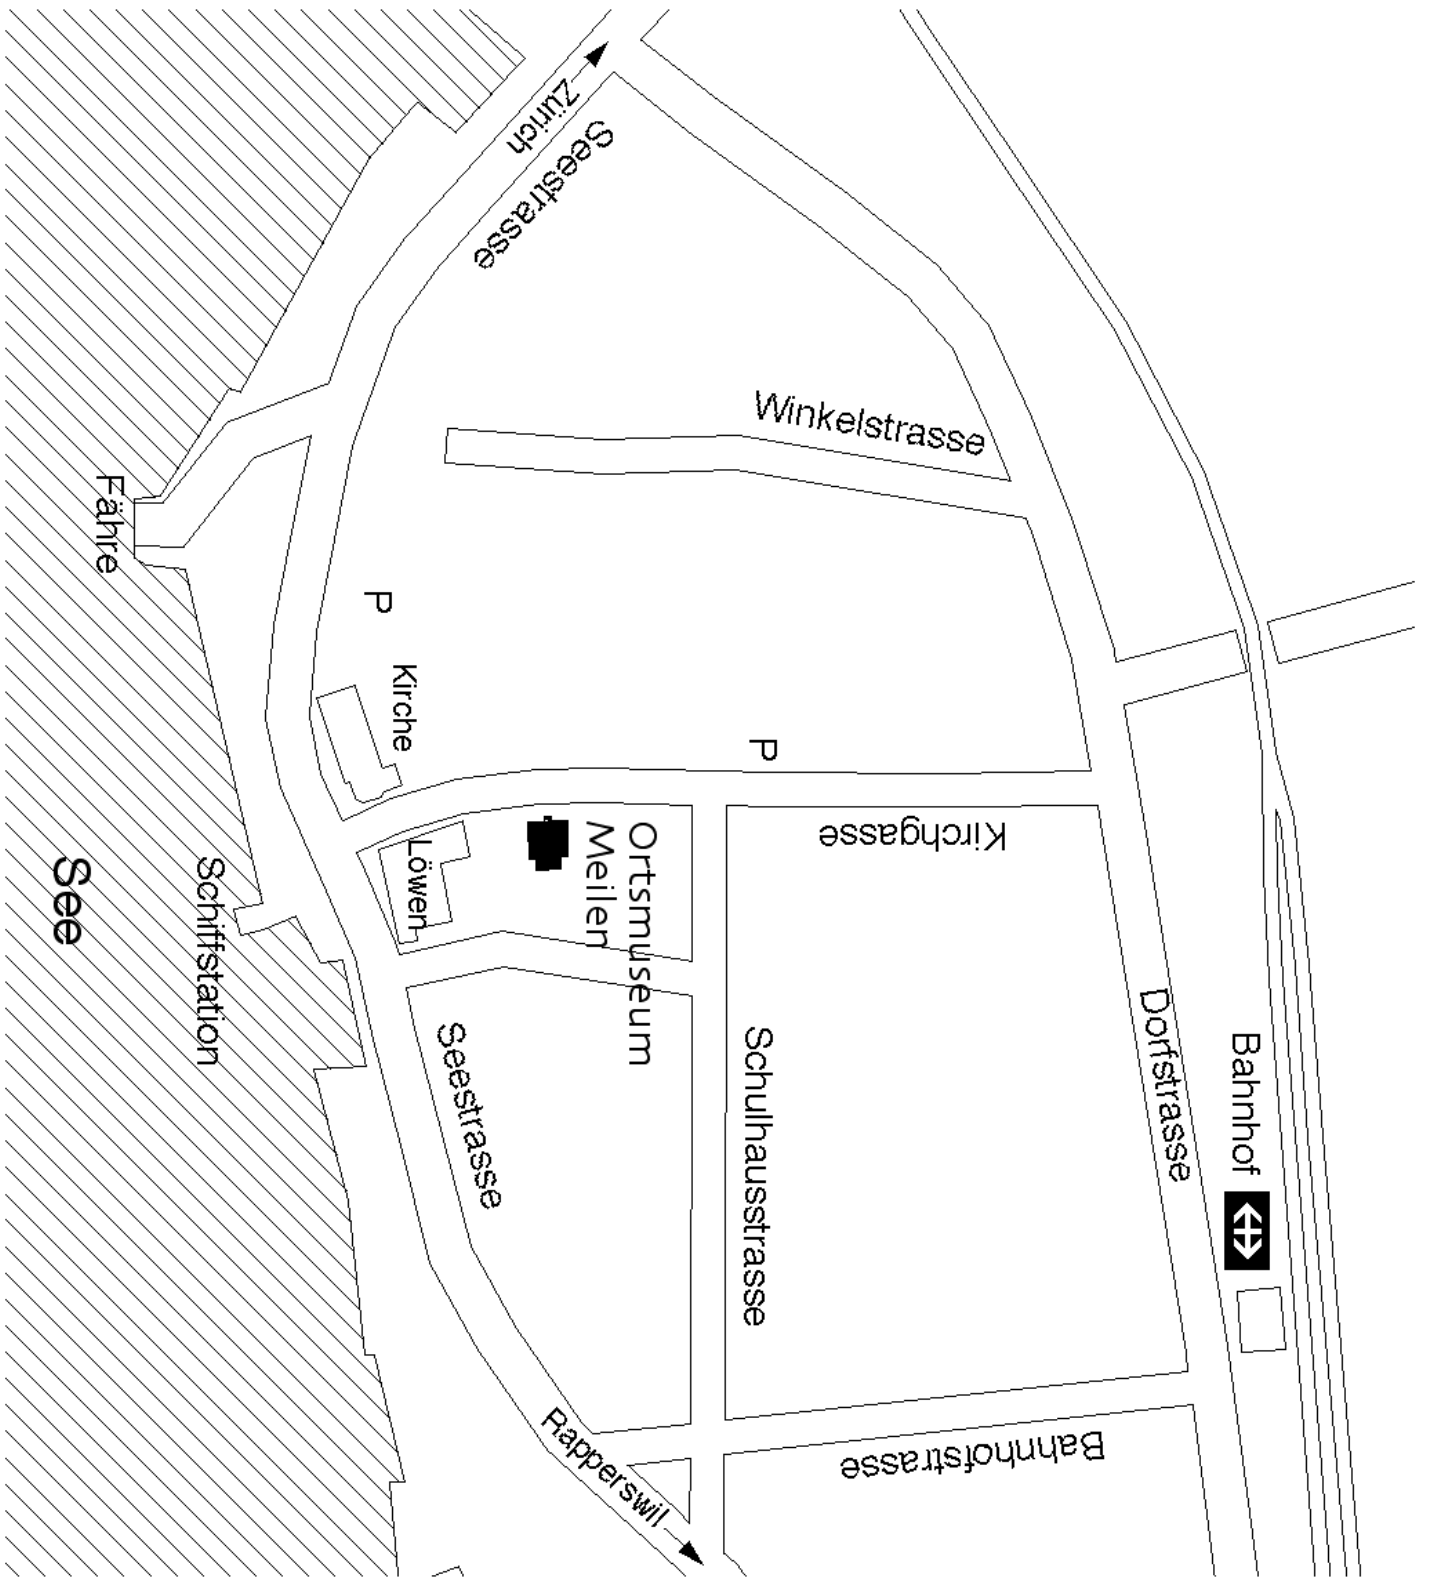 Zürich
Seestrasse
Winkelstrasse
Fähre
P
Kirche
P
Kirchgasse
Löwen
Ortsmuseum
Meilen
See
Schiffstation
Seestrasse
Schulhausstrasse
Dorfstrasse
Bahnhof
Rapperswil
Bahnhofstrasse